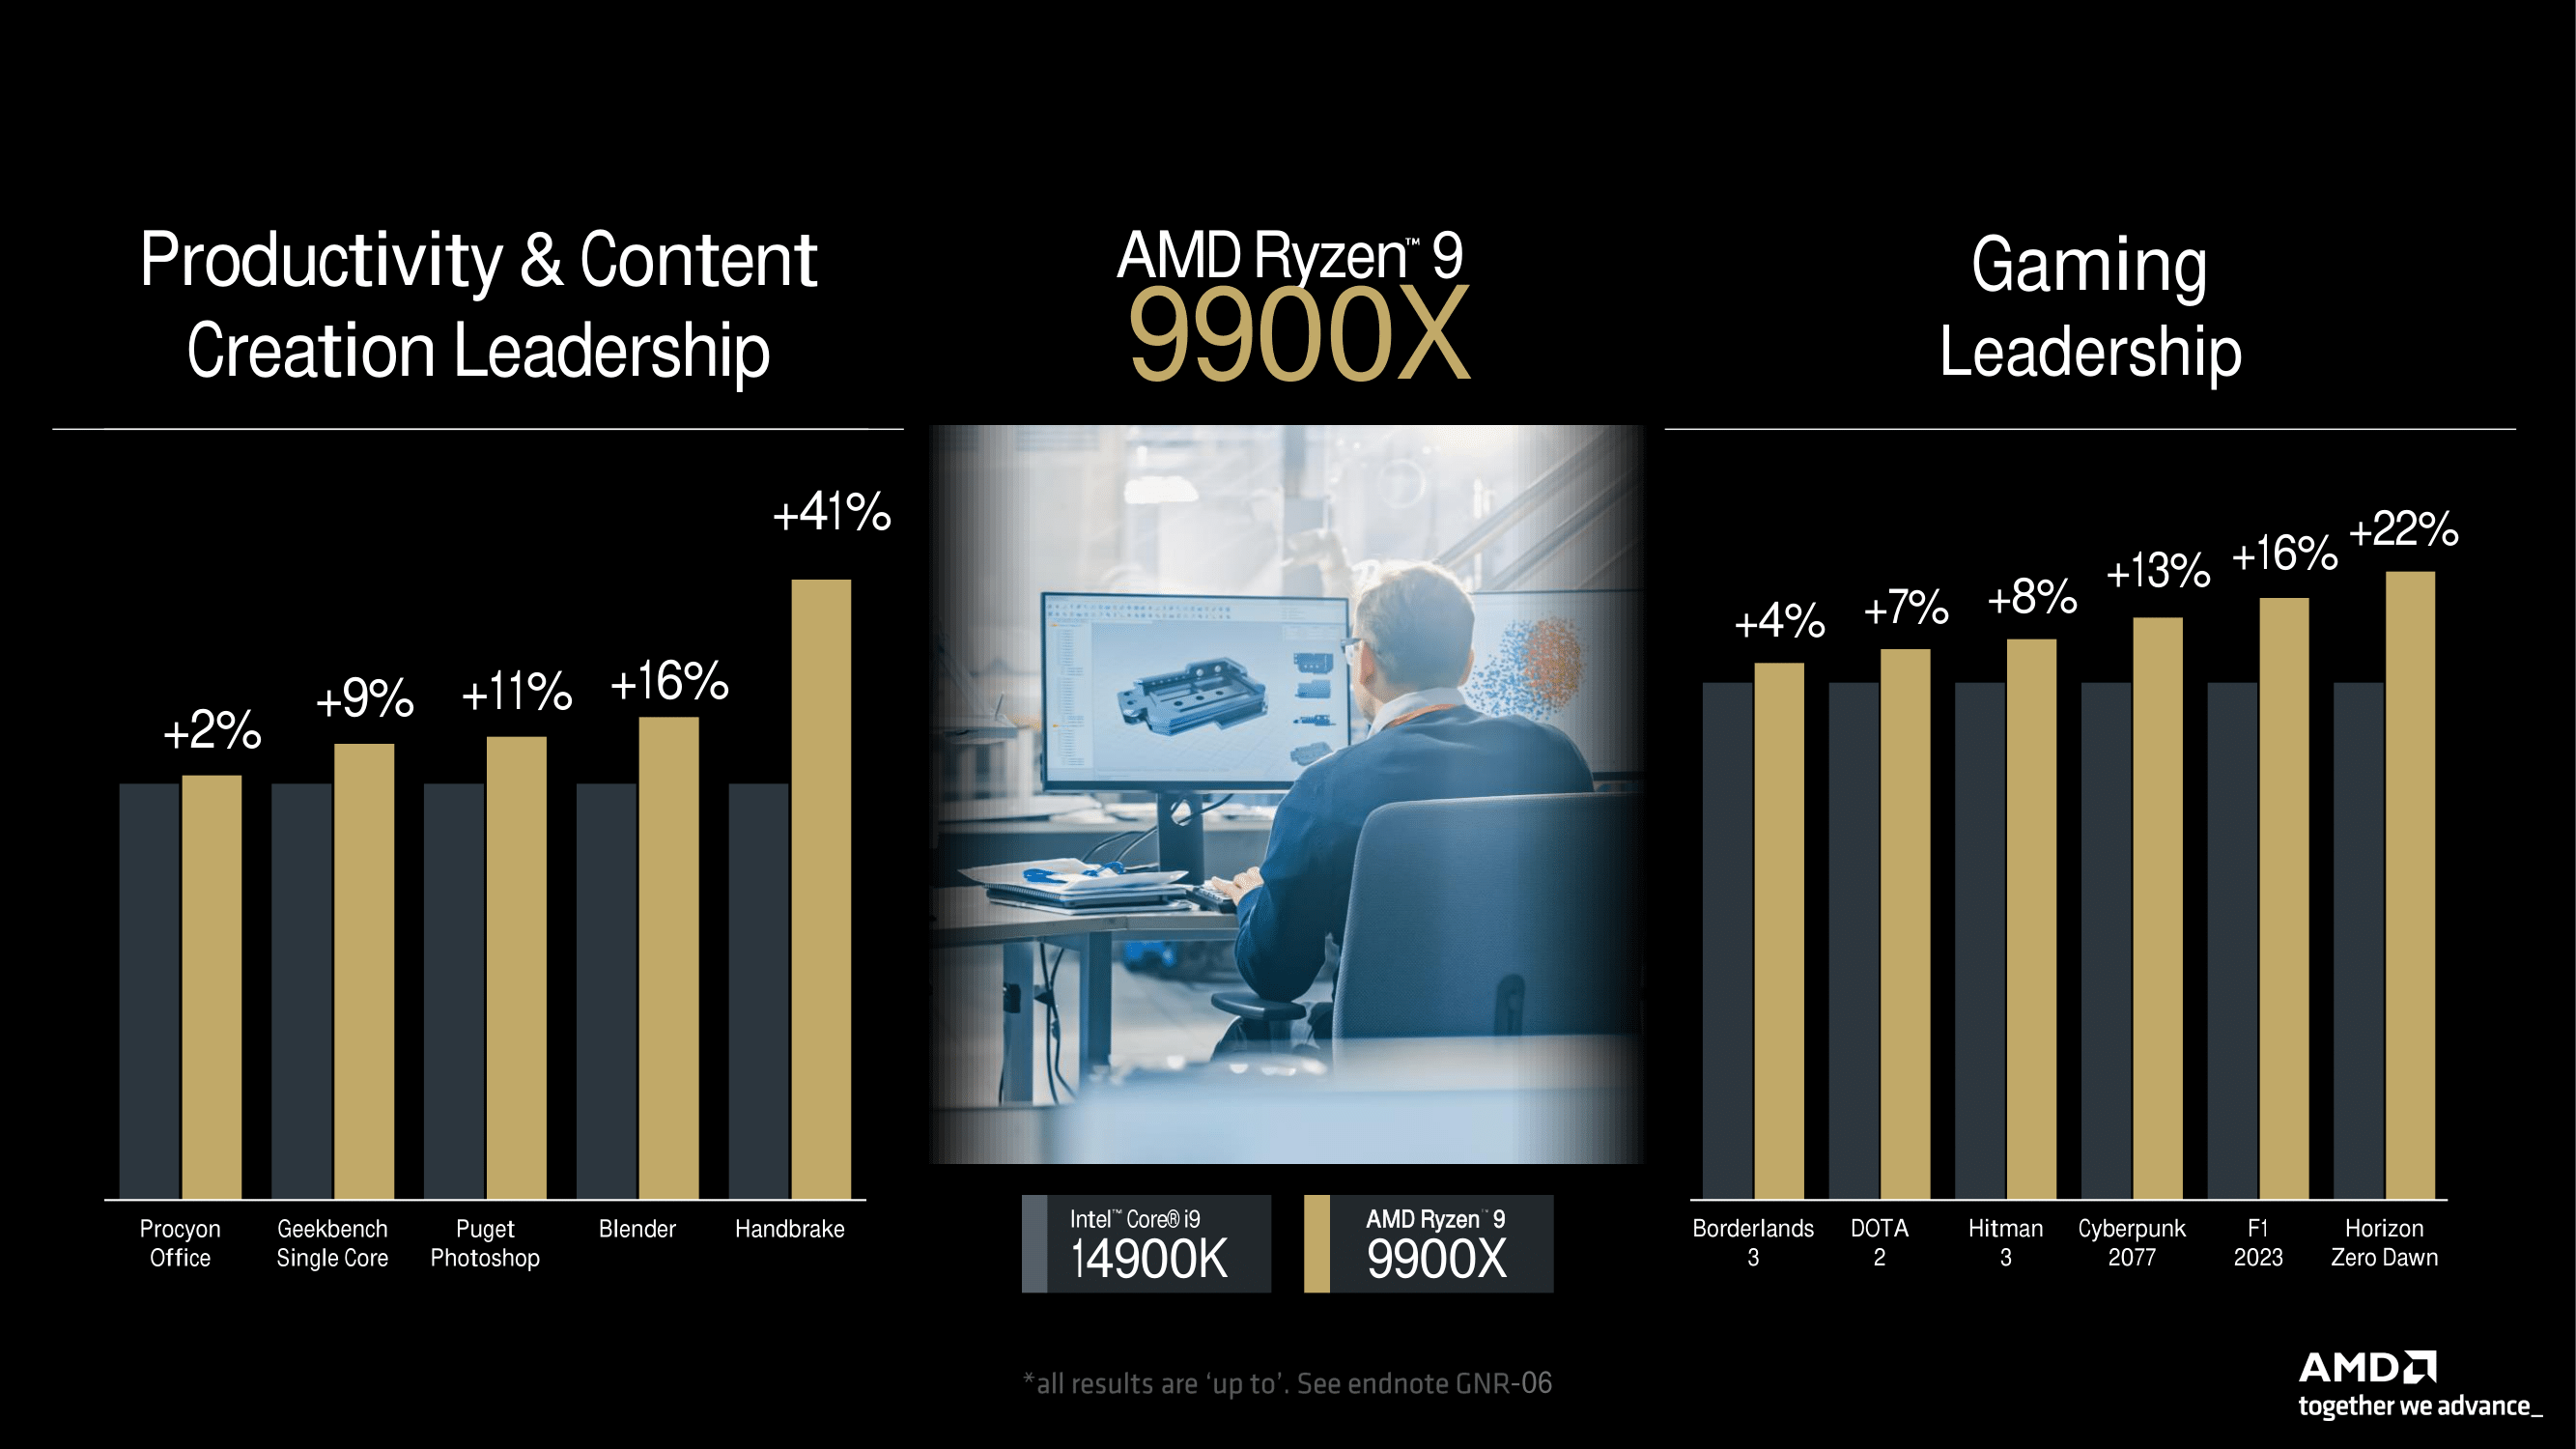 Productivity & Content
Creation Leadership
+2%
+9%
+11%
+16%
+41%
Procyon
Office
Geekbench
Single Core
Puget
Photoshop
Blender
Handbrake
AMD Ryzen™ 9
9900X
Intel™ Core® i9
14900K
AMD Ryzen™ 9
9900X
*all results are ‘up to’. See endnote GNR-06
Gaming
Leadership
+4%
+7%
+8%
+13%
+16%
+22%
Borderlands
3
DOTA
2
Hitman
3
Cyberpunk
2077
F1
2023
Horizon
Zero Dawn
AMD
together we advance_